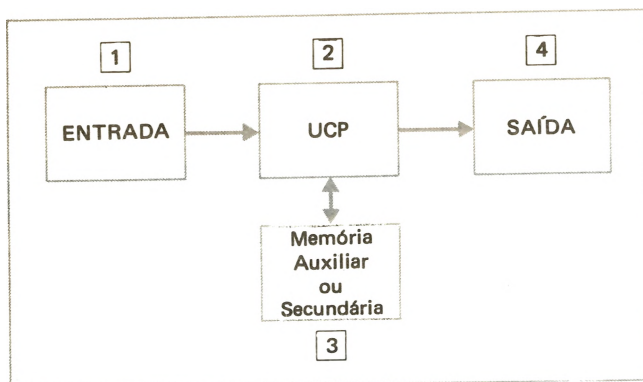 1
2
4
ENTRADA
UCP
SAÍDA
Memória
Auxiliar
ou
Secundária
3